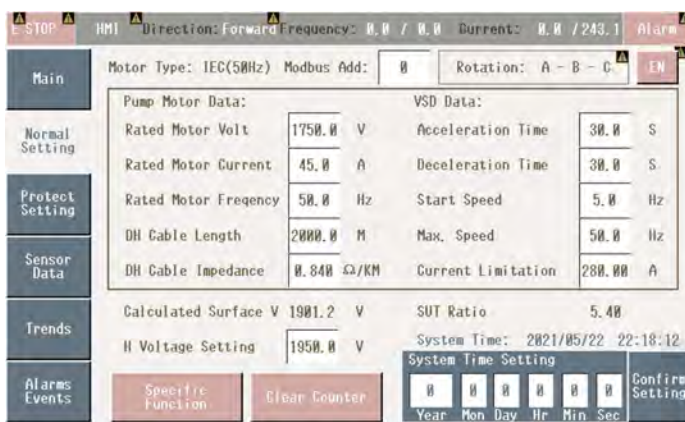 E STOP HMI Direction: Forward Frequency: 0.0 / 0.0 Current: 0.0 / 243.1 Alarm
Main
Motor Type: IEC(50Hz) Modbus Add: 0 Rotation: A - B - C EN
Pump Motor Data: VSD Data:
Normal Setting
Rated Motor Volt 1750.0 V Acceleration Time 30.0 S
Rated Motor Current 45.0 A Deceleration Time 30.0 S
Protect Setting
Rated Motor Freqency 50.0 Hz Start Speed 5.0 Hz
DH Cable Length 2000.0 M Max. Speed 50.0 Hz
Sensor Data
DH Cable Impedance 0.840 Ω/KM Current Limitation 280.00 A
Calculated Surface V 1901.2 V SUT Ratio 5.40
Trends
System Time: 2021/05/22 22:18:12
H Voltage Setting 1950.0 V
System Time Setting
Alarms Events
Specific Function
Clear Counter
0 0 0 0 0 0
Year Mon Day Hr Min Sec
Confirm Setting